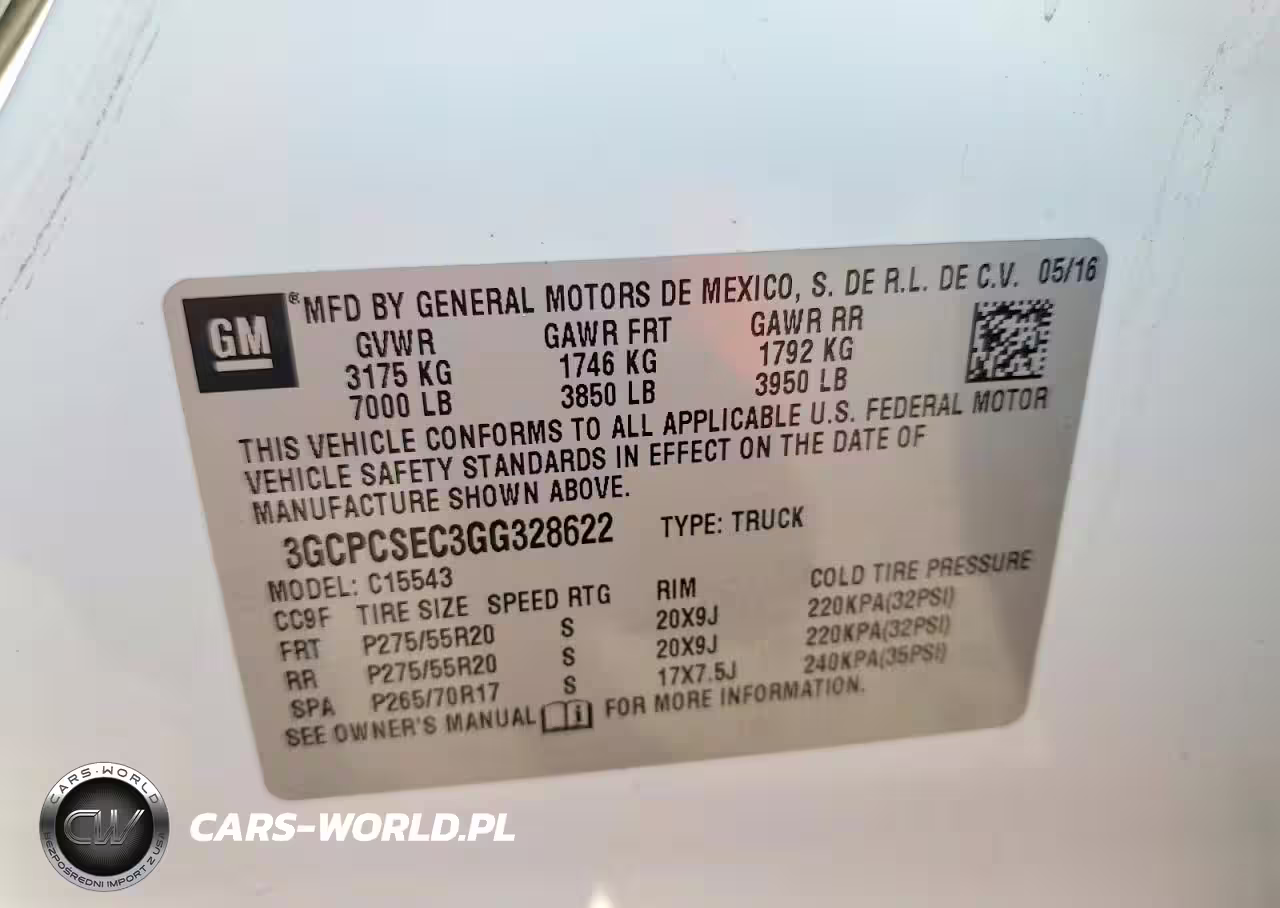 GM ® MFD BY GENERAL MOTORS DE MEXICO, S. DE R.L. DE C.V. 05/16
GVWR GAWR FRT GAWR RR
3175 KG 1746 KG 1792 KG
7000 LB 3850 LB 3950 LB
THIS VEHICLE CONFORMS TO ALL APPLICABLE U.S. FEDERAL MOTOR
VEHICLE SAFETY STANDARDS IN EFFECT ON THE DATE OF
MANUFACTURE SHOWN ABOVE.
3GCPCSEC3GG328622 TYPE: TRUCK
MODEL: C15543
CC9F TIRE SIZE SPEED RTG RIM COLD TIRE PRESSURE
FRT P275/55R20 S 20X9J 220KPA(32PSI)
RR P275/55R20 S 20X9J 220KPA(32PSI)
SPA P265/70R17 S 17X7.5J 240KPA(35PSI)
SEE OWNER'S MANUAL FOR MORE INFORMATION.
CARS-WORLD
CW
BEZPOŚREDNI IMPORT Z USA
CARS-WORLD.PL